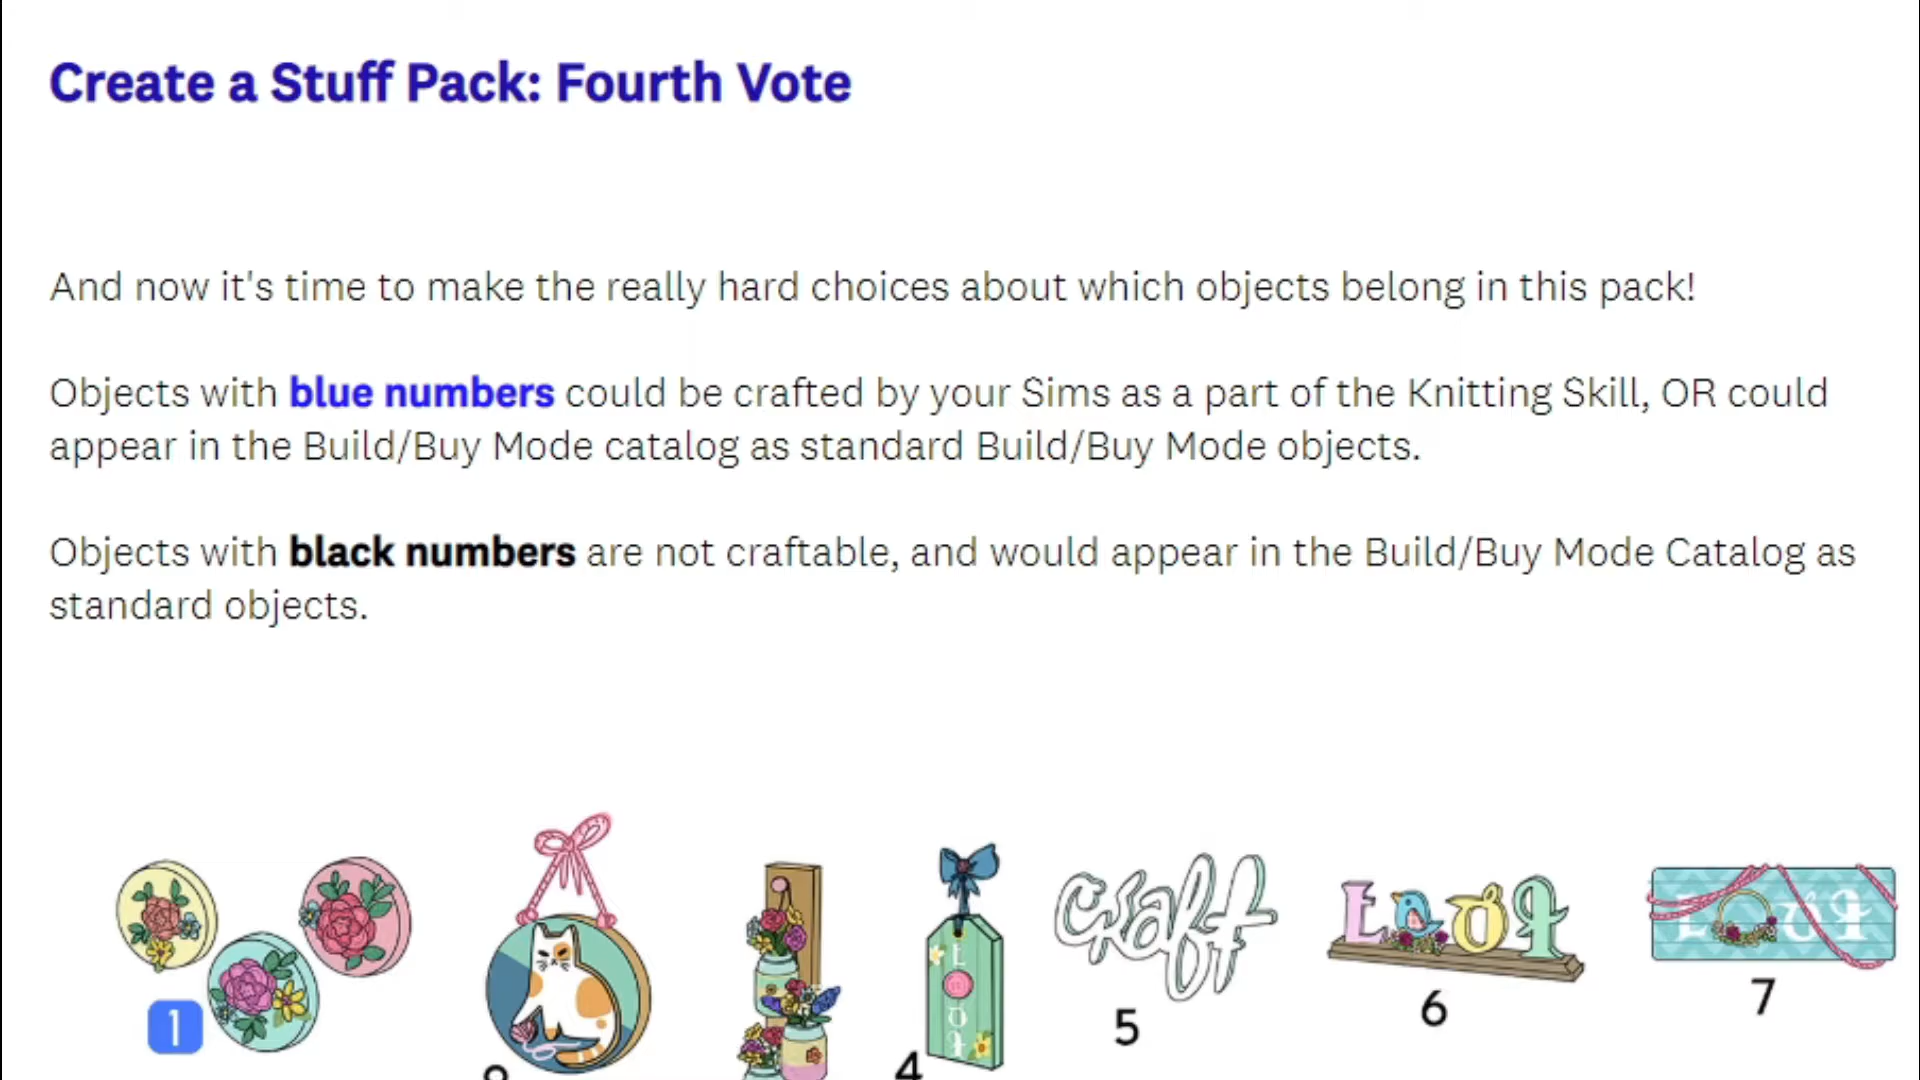 Create a Stuff Pack: Fourth Vote
And now it's time to make the really hard choices about which objects belong in this pack!
Objects with blue numbers could be crafted by your Sims as a part of the Knitting Skill, OR could
appear in the Build/Buy Mode catalog as standard Build/Buy Mode objects.
Objects with black numbers are not craftable, and would appear in the Build/Buy Mode Catalog as
standard objects.
Craft
1
4
5
6
7